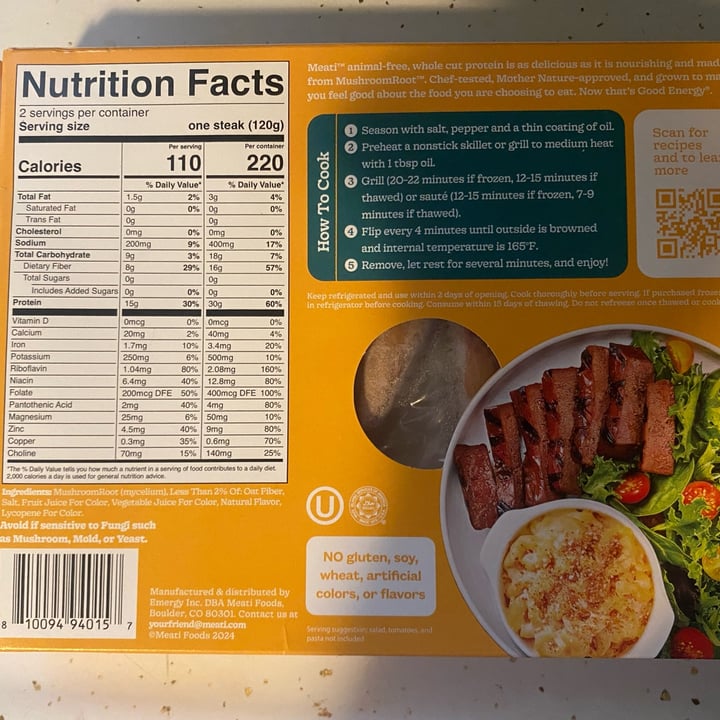 Nutrition Facts
2 servings per container
Serving size one steak (120g)
Per serving Per container
Calories 110 220
% Daily Value* % Daily Value*
Total Fat 1.5g 2% 3g 4%
Saturated Fat 0g 0% 0g 0%
Trans Fat 0g 0g
Cholesterol 0mg 0% 0mg 0%
Sodium 200mg 9% 400mg 17%
Total Carbohydrate 9g 3% 18g 7%
Dietary Fiber 8g 29% 16g 57%
Total Sugars 0g 0g
Includes Added Sugars 0g 0% 0g 0%
Protein 15g 30% 30g 60%
Vitamin D 0mcg 0% 0mcg 0%
Calcium 20mg 2% 40mg 4%
Iron 1.7mg 10% 3.4mg 20%
Potassium 250mg 6% 500mg 10%
Riboflavin 1.04mg 80% 2.08mg 160%
Niacin 6.4mg 40% 12.8mg 80%
Folate 200mcg DFE 50% 400mcg DFE 100%
Pantothenic Acid 2mg 40% 4mg 80%
Magnesium 25mg 6% 50mg 10%
Zinc 4.5mg 40% 9mg 80%
Copper 0.3mg 35% 0.6mg 70%
Choline 70mg 15% 140mg 25%
*The % Daily Value tells you how much a nutrient in a serving of food contributes to a daily diet.
2,000 calories a day is used for general nutrition advice.
Ingredients: MushroomRoot (mycelium), Less Than 2% Of: Oat Fiber,
Salt, Fruit Juice For Color, Vegetable Juice For Color, Natural Flavor,
Lycopene For Color.
Avoid if sensitive to Fungi such
as Mushroom, Mold, or Yeast.
8 10094 94015 7
Manufactured & distributed by
Emergy Inc. DBA Meati Foods,
Boulder, CO 80301. Contact us at
yourfriend@meati.com
©Meati Foods 2024
Meati™ animal-free, whole cut protein is as delicious as it is nourishing and mad
from MushroomRoot™. Chef-tested, Mother Nature-approved, and grown to ma
you feel good about the food you are choosing to eat. Now that's Good Energy*.
How To Cook
1 Season with salt, pepper and a thin coating of oil.
2 Preheat a nonstick skillet or grill to medium heat
with 1 tbsp oil.
3 Grill (20-22 minutes if frozen, 12-15 minutes if
thawed) or sauté (12-15 minutes if frozen, 7-9
minutes if thawed).
4 Flip every 4 minutes until outside is browned
and internal temperature is 165°F.
5 Remove, let rest for several minutes, and enjoy!
Scan for
recipes
and to lea
more
Keep refrigerated and use within 2 days of opening. Cook thoroughly before serving. If purchased froze
in refrigerator before cooking. Consume within 15 days of thawing. Do not refreeze once thawed or cook
U
NO gluten, soy,
wheat, artificial
colors, or flavors
Serving suggestion: salad, tomatoes, and
pasta not included